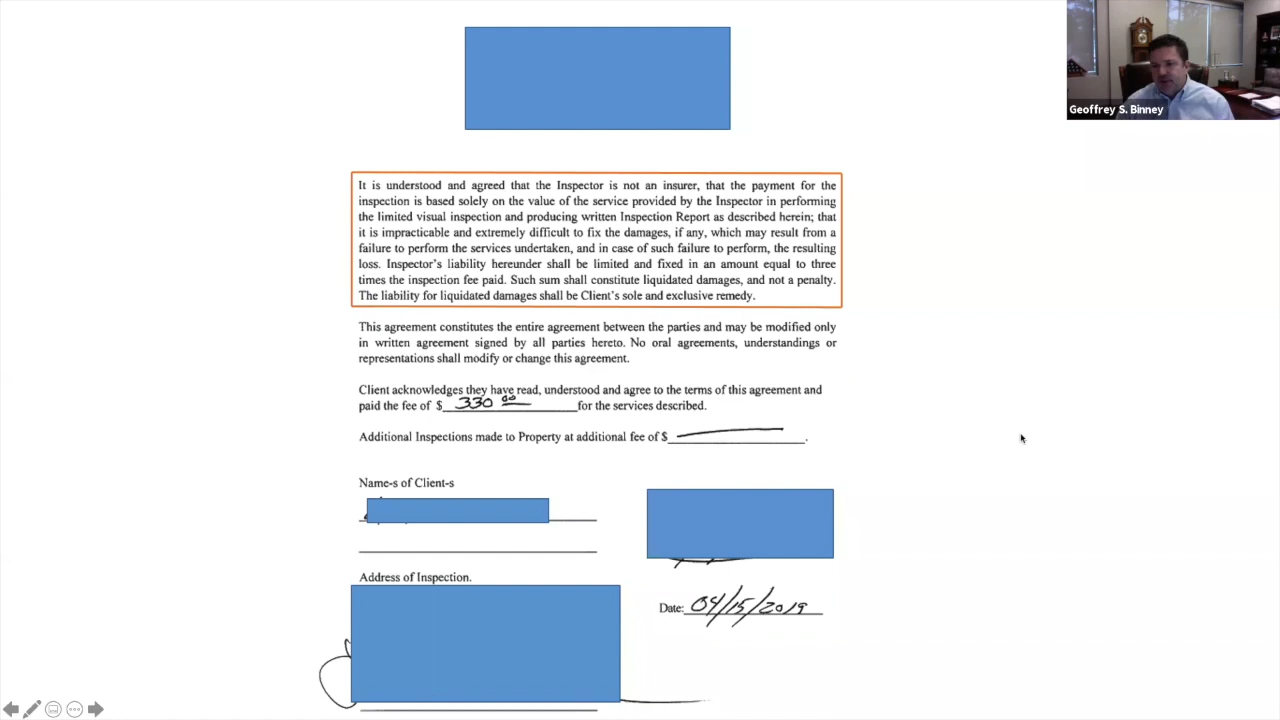 Geoffrey S. Binney
It is understood and agreed that the Inspector is not an insurer, that the payment for the
inspection is based solely on the value of the service provided by the Inspector in performing
the limited visual inspection and producing written Inspection Report as described herein; that
it is impracticable and extremely difficult to fix the damages, if any, which may result from a
failure to perform the services undertaken, and in case of such failure to perform, the resulting
loss. Inspector's liability hereunder shall be limited and fixed in an amount equal to three
times the inspection fee paid. Such sum shall constitute liquidated damages, and not a penalty.
The liability for liquidated damages shall be Client's sole and exclusive remedy.
This agreement constitutes the entire agreement between the parties and may be modified only
in written agreement signed by all parties hereto. No oral agreements, understandings or
representations shall modify or change this agreement.
Client acknowledges they have read, understood and agree to the terms of this agreement and
paid the fee of $ 330 00 for the services described.
Additional Inspections made to Property at additional fee of $ .
Name-s of Client-s
Address of Inspection.
Date: 04/15/2019